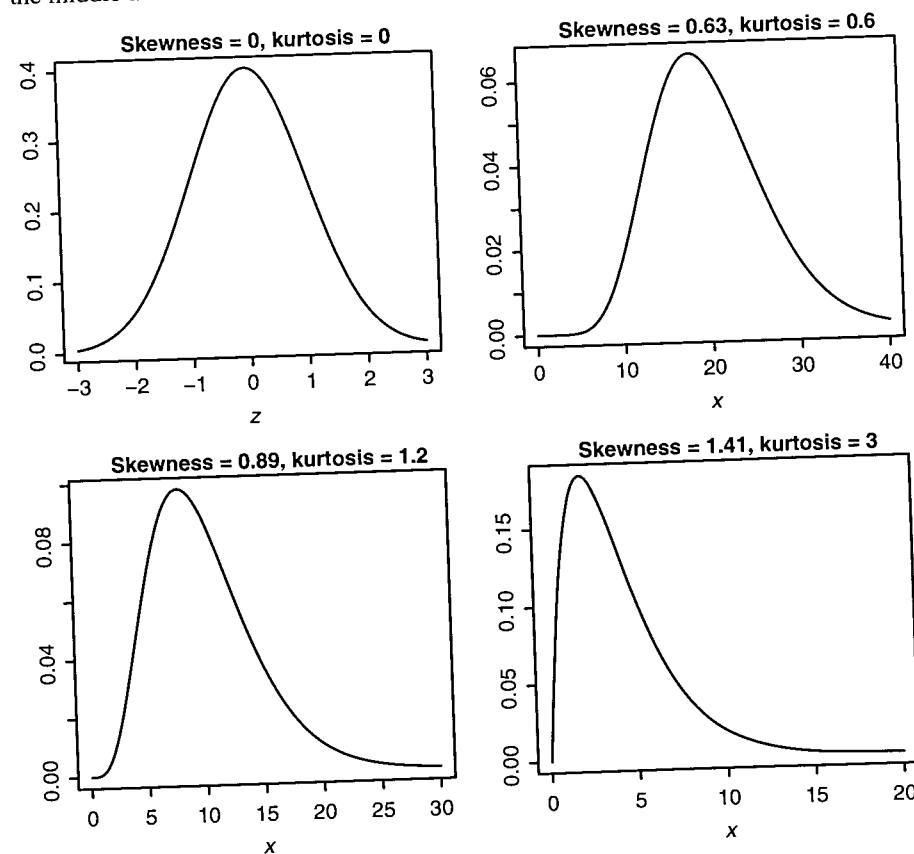 Skewness = 0, kurtosis = 0
0.4
0.3
0.2
0.1
0.0
−3 −2 −1 0 1 2 3
z
Skewness = 0.63, kurtosis = 0.6
0.06
0.04
0.02
0.00
0 10 20 30 40
x
Skewness = 0.89, kurtosis = 1.2
0.08
0.04
0.00
0 5 10 15 20 25 30
x
Skewness = 1.41, kurtosis = 3
0.15
0.10
0.05
0.00
0 5 10 15 20
x